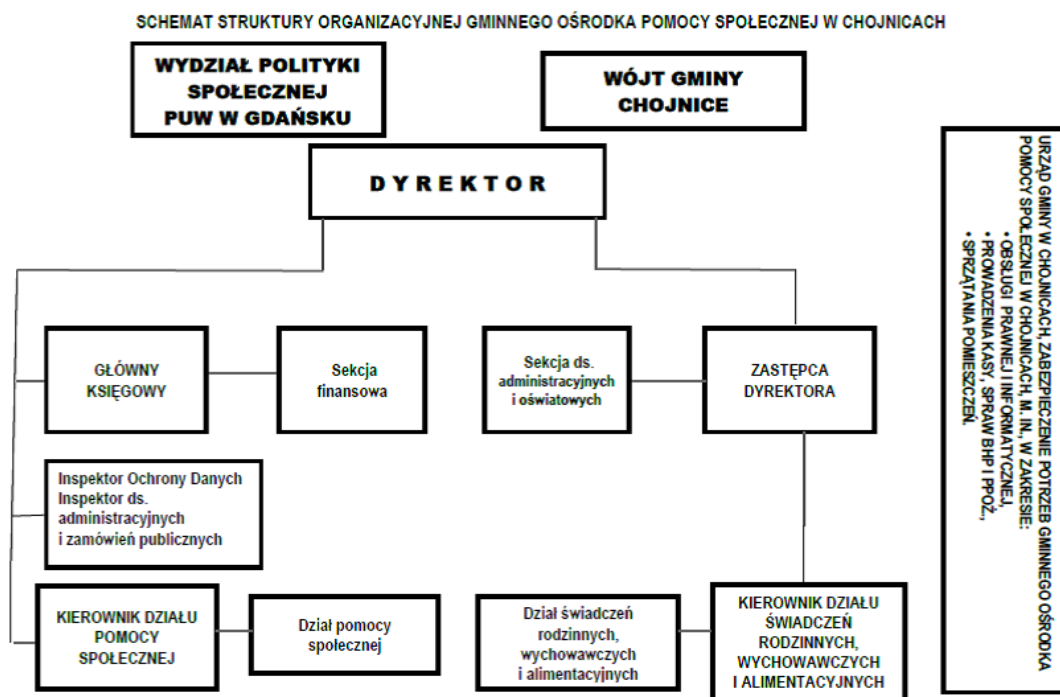 SCHEMAT STRUKTURY ORGANIZACYJNEJ GMINNEGO OŚRODKA POMOCY SPOŁECZNEJ W CHOJNICACH
WYDZIAŁ POLITYKI
SPOŁECZNEJ
PUW W GDAŃSKU
WÓJT GMINY
CHOJNICE
D Y R E K T O R
GŁÓWNY
KSIĘGOWY
Sekcja
finansowa
Sekcja ds.
administracyjnych
i oświatowych
ZASTĘPCA
DYREKTORA
Inspektor Ochrony Danych
Inspektor ds.
administracyjnych
i zamówień publicznych
KIEROWNIK DZIAŁU
POMOCY
SPOŁECZNEJ
Dział pomocy
społecznej
Dział świadczeń
rodzinnych,
wychowawczych
i alimentacyjnych
KIEROWNIK DZIAŁU
ŚWIADCZEŃ
RODZINNYCH,
WYCHOWAWCZYCH
I ALIMENTACYJNYCH
URZĄD GMINY W CHOJNICACH, ZABEZPIECZENIE POTRZEB GMINNEGO OŚRODKA
POMOCY SPOŁECZNEJ W CHOJNICACH, M. IN., W ZAKRESIE:
• OBSŁUGI PRAWNEJ I INFORMATYCZNEJ,
• PROWADZENIA KASY, SPRAW BHP I PPOŻ.,
• SPRZĄTANIA POMIESZCZEŃ.